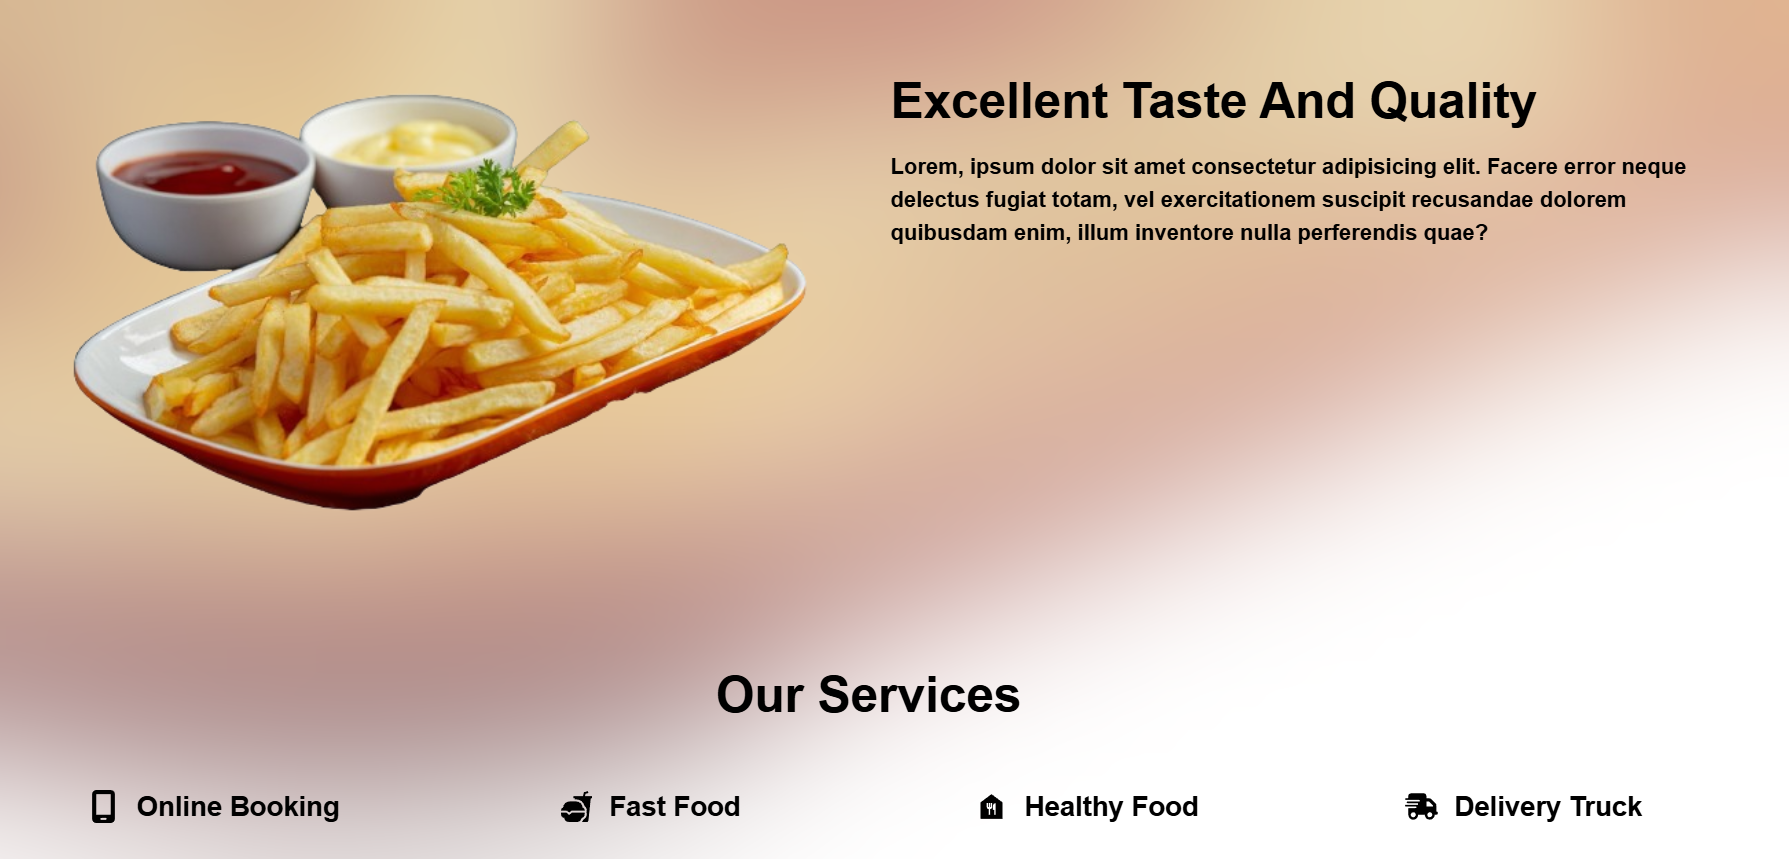 Excellent Taste And Quality
Lorem, ipsum dolor sit amet consectetur adipisicing elit. Facere error neque
delectus fugiat totam, vel exercitationem suscipit recusandae dolorem
quibusdam enim, illum inventore nulla perferendis quae?
Our Services
Online Booking
Fast Food
Healthy Food
Delivery Truck